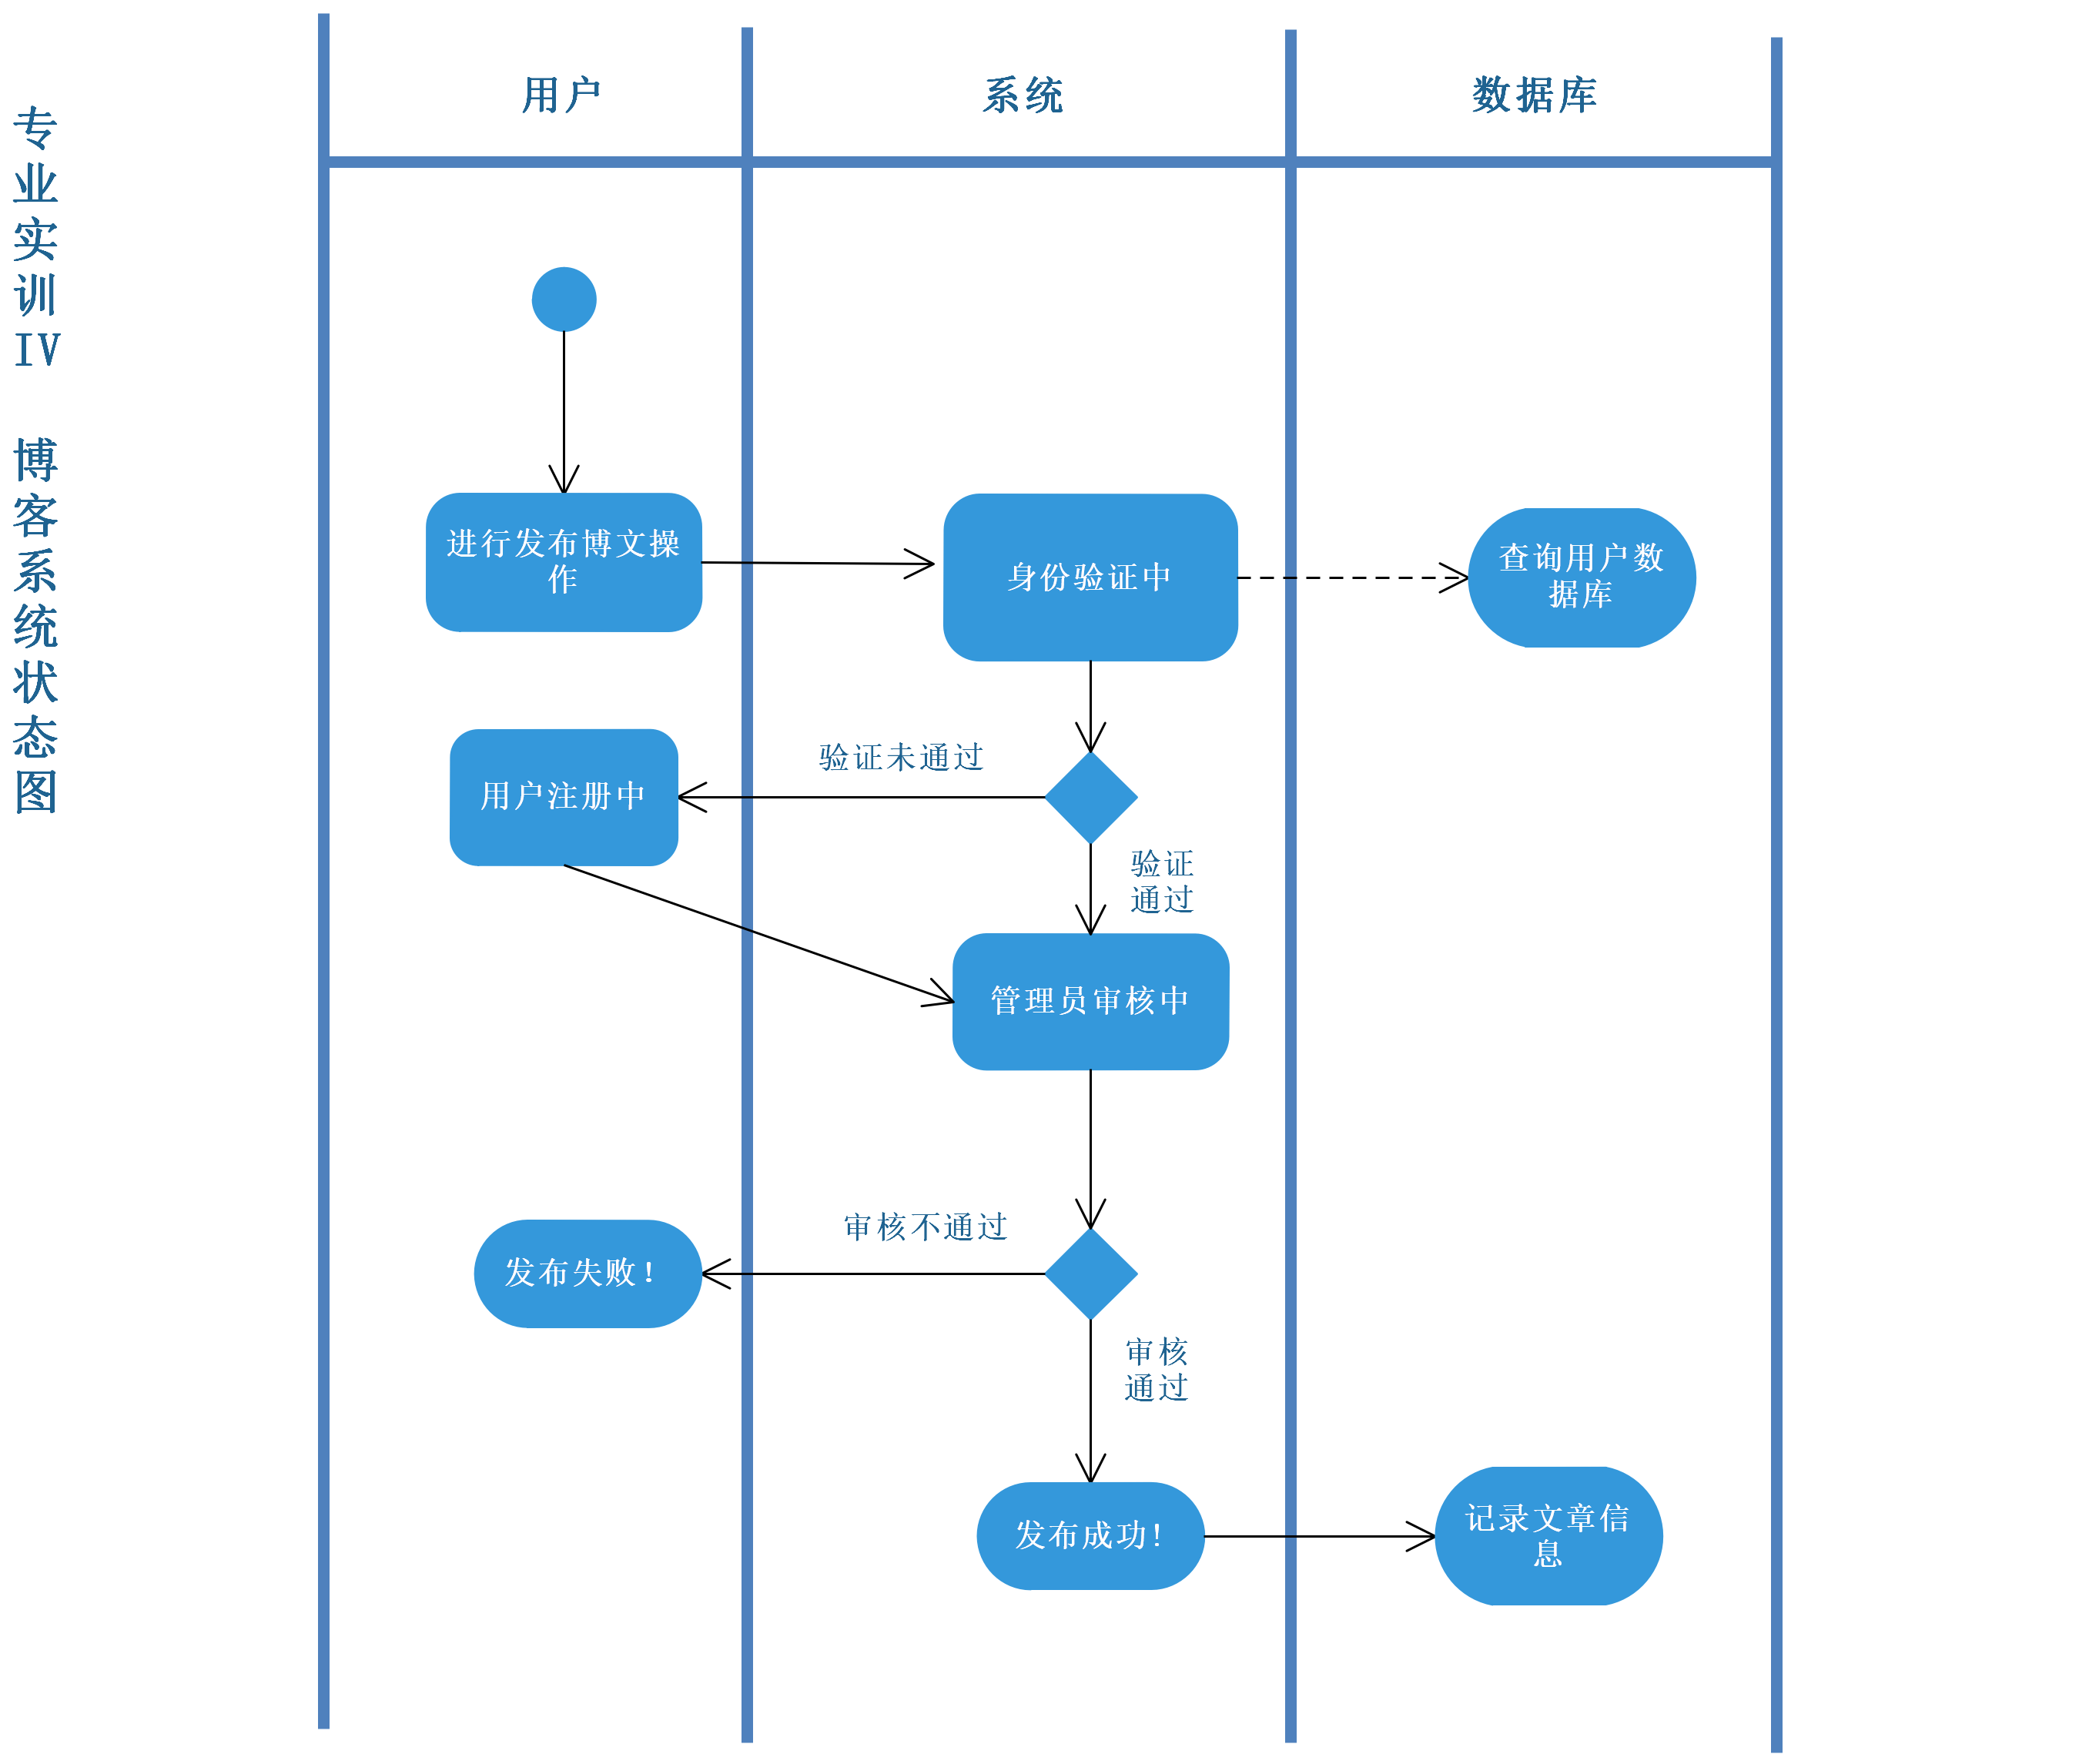 专业实训IV 博客系统状态图
用户
系统
数据库
进行发布博文操
作
身份验证中
查询用户数
据库
验证未通过
用户注册中
验证
通过
管理员审核中
审核不通过
发布失败！
审核
通过
发布成功！
记录文章信
息